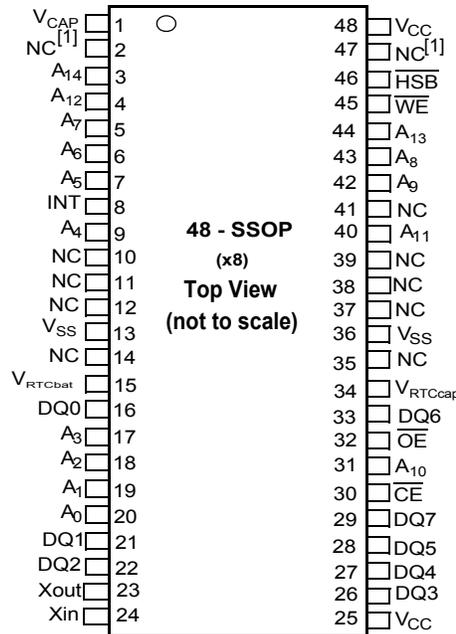 V_CAP 1 48 V_CC
NC[1] 2 47 NC[1]
A14 3 46 HSB
A12 4 45 WE
A7 5 44 A13
A6 6 43 A8
A5 7 42 A9
INT 8 41 NC
A4 9 40 A11
NC 10 39 NC
NC 11 38 NC
NC 12 37 NC
VSS 13 36 VSS
NC 14 35 NC
VRTCbat 15 34 VRTCcap
DQ0 16 33 DQ6
A3 17 32 OE
A2 18 31 A10
A1 19 30 CE
A0 20 29 DQ7
DQ1 21 28 DQ5
DQ2 22 27 DQ4
Xout 23 26 DQ3
Xin 24 25 VCC
48 - SSOP
(x8)
Top View
(not to scale)